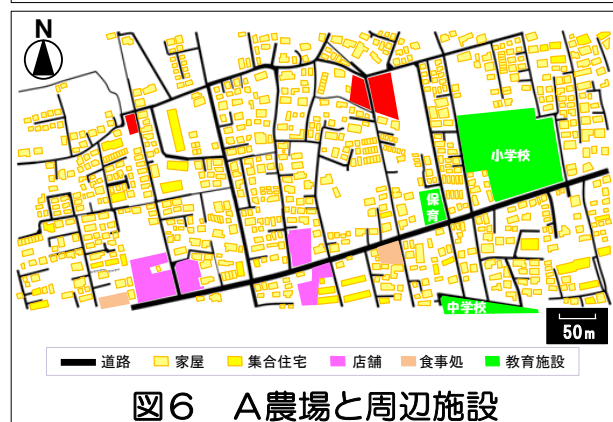 N
小学校
保育
中学校
50m
道路 家屋 集合住宅 店舗 食事処 教育施設
図6 A農場と周辺施設